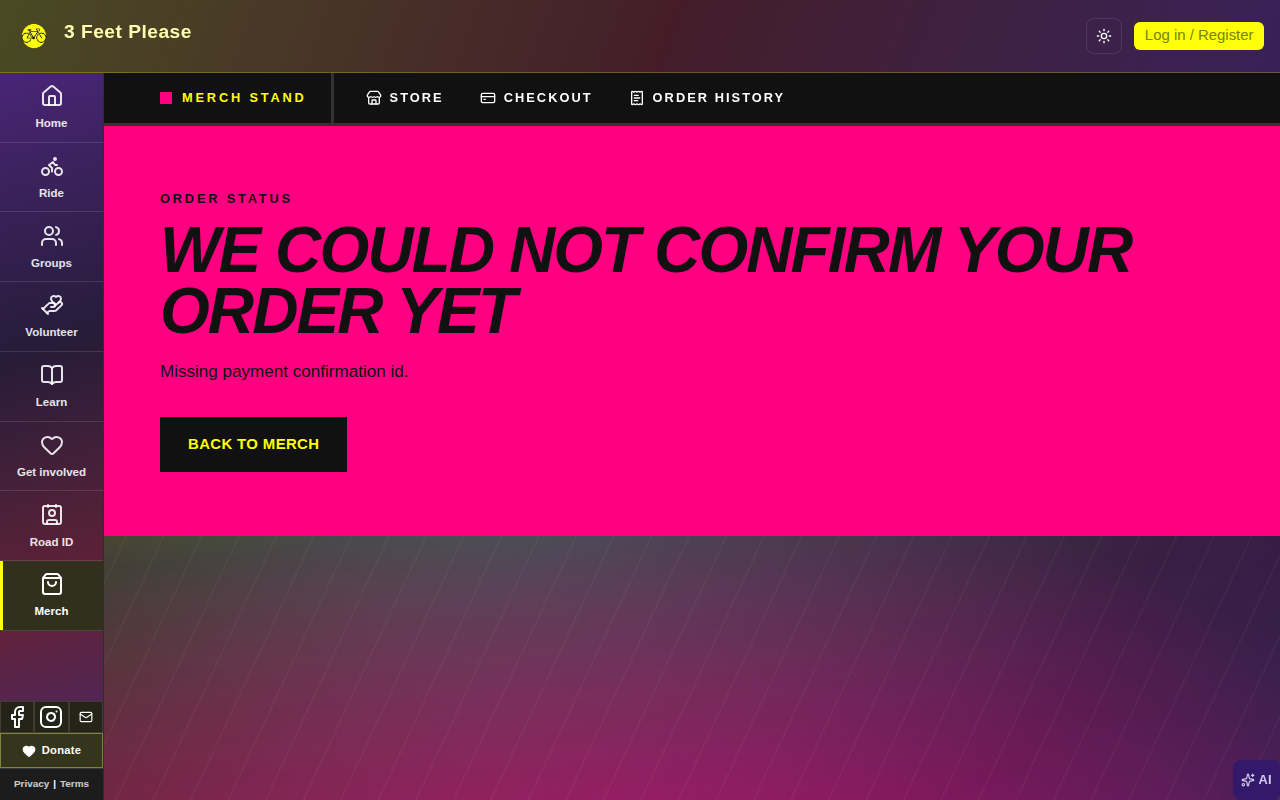 3 Feet Please
Log in / Register
Home
Ride
Groups
Volunteer
Learn
Get involved
Road ID
Merch
Donate
Privacy | Terms
MERCH STAND
STORE
CHECKOUT
ORDER HISTORY
ORDER STATUS
WE COULD NOT CONFIRM YOUR
ORDER YET
Missing payment confirmation id.
BACK TO MERCH
AI